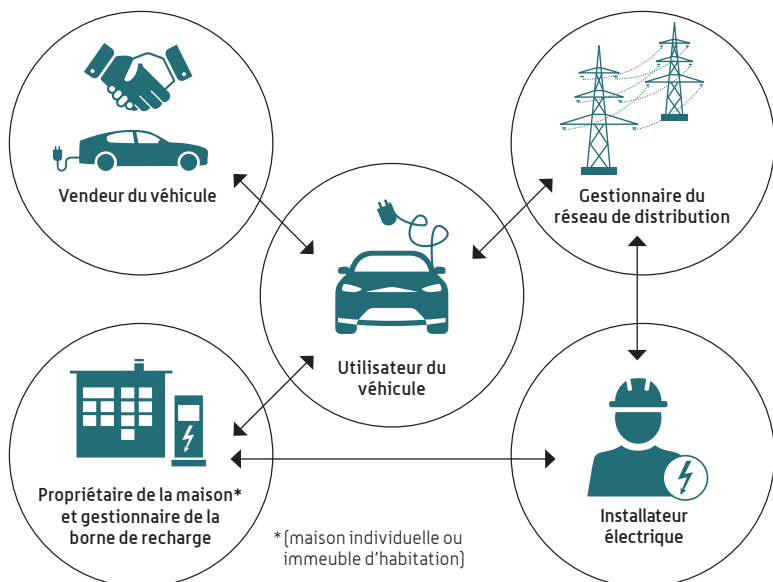 Vendeur du véhicule
Gestionnaire du
réseau de distribution
Utilisateur du
véhicule
Propriétaire de la maison*
et gestionnaire de la
borne de recharge
*(maison individuelle ou
immeuble d'habitation)
Installateur
électrique